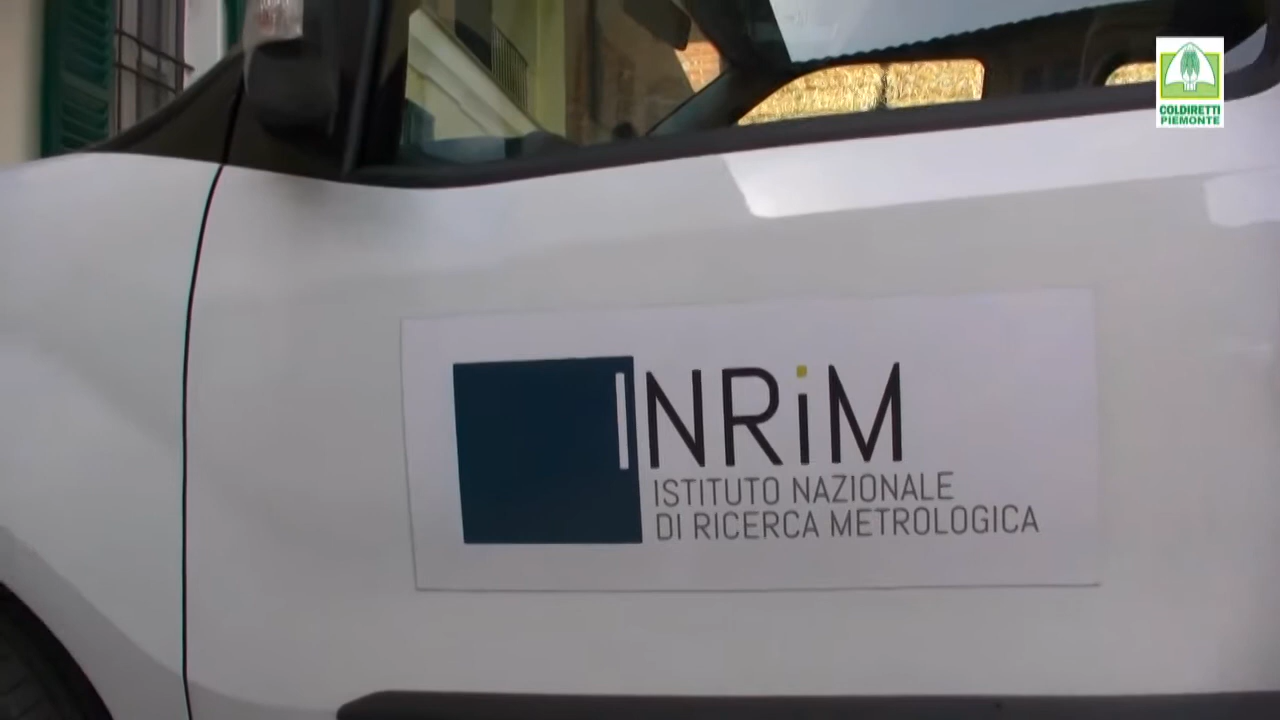 COLDIRETTI
PIEMONTE
INRiM
ISTITUTO NAZIONALE
DI RICERCA METROLOGICA